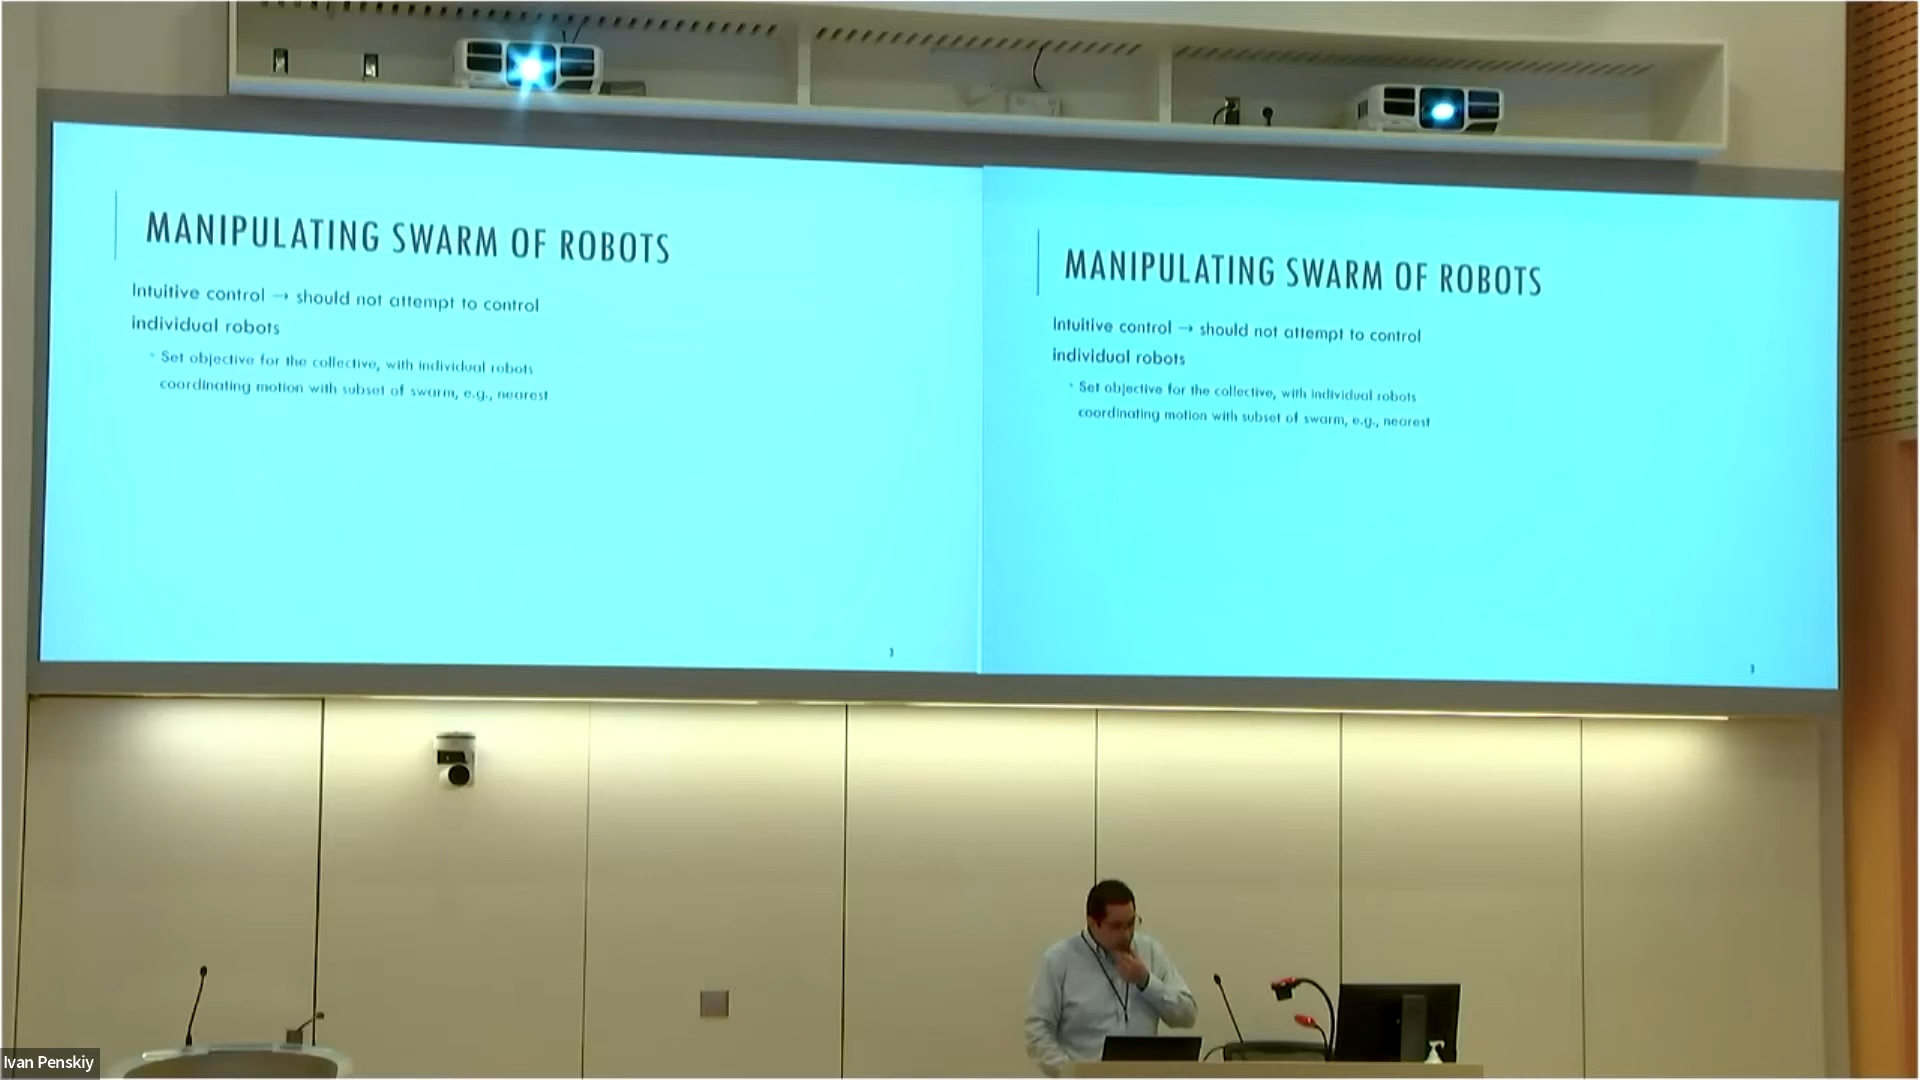 MANIPULATING SWARM OF ROBOTS
Intuitive control → should not attempt to control
individual robots
Set objective for the collective, with individual robots
coordinating motion with subset of swarm, e.g., nearest
3
MANIPULATING SWARM OF ROBOTS
Intuitive control → should not attempt to control
individual robots
Set objective for the collective, with individual robots
coordinating motion with subset of swarm, e.g., nearest
3
Ivan Penskiy